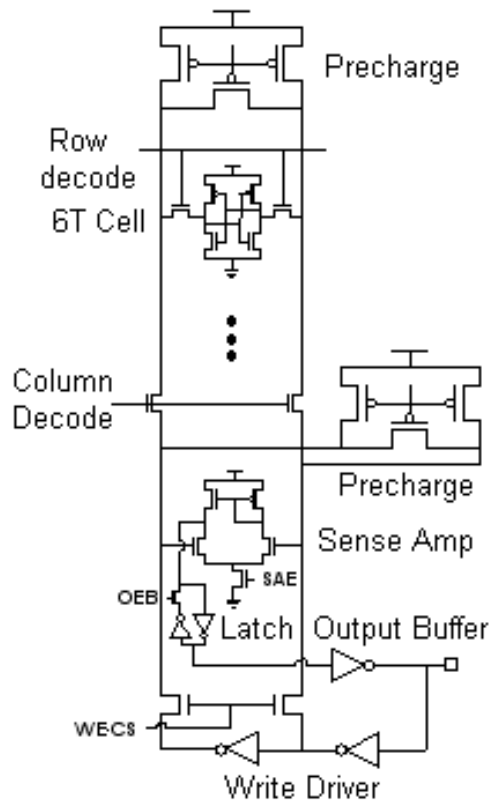 Precharge
Row
decode
6T Cell
Column
Decode
Precharge
Sense Amp
SAE
OEB
Latch
Output Buffer
WE-CS
Write Driver